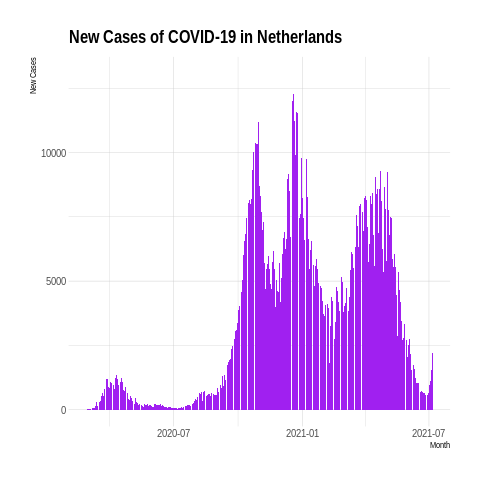 New Cases of COVID-19 in Netherlands
New Cases
10000
5000
0
2020-07
2021-01
2021-07
Month